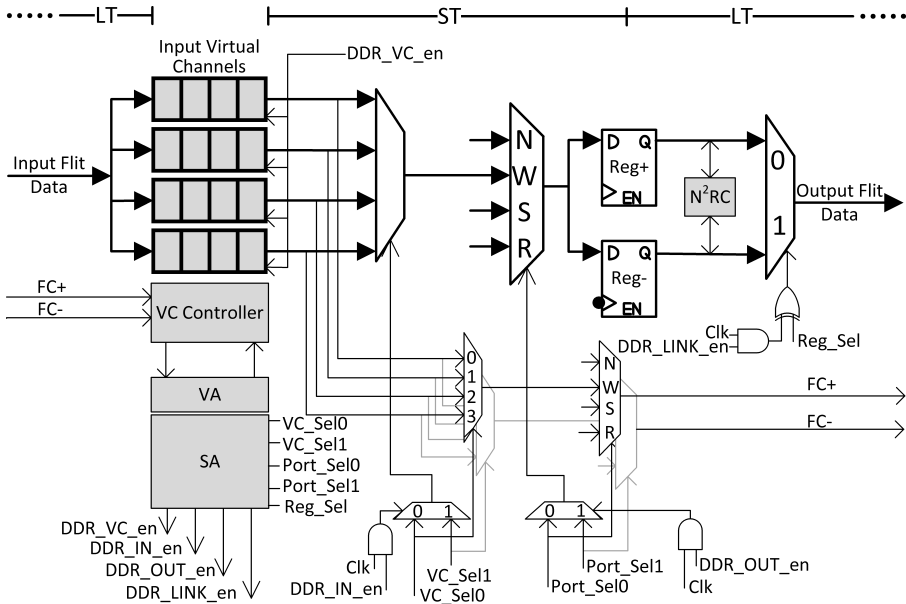 LT
ST
LT
Input Virtual
Channels
DDR_VC_en
Input Flit
Data
N
W
S
R
D Q
Reg+
EN
N²RC
0
1
Output Flit
Data
D Q
Reg-
EN
FC+
FC-
VC Controller
Clk
DDR_LINK_en
Reg_Sel
VA
0
1
2
3
N
W
S
R
FC+
FC-
SA
VC_Sel0
VC_Sel1
Port_Sel0
Port_Sel1
Reg_Sel
0 1
0 1
DDR_VC_en
DDR_IN_en
DDR_OUT_en
DDR_LINK_en
Clk
DDR_IN_en
VC_Sel1
VC_Sel0
Port_Sel1
Port_Sel0
DDR_OUT_en
Clk